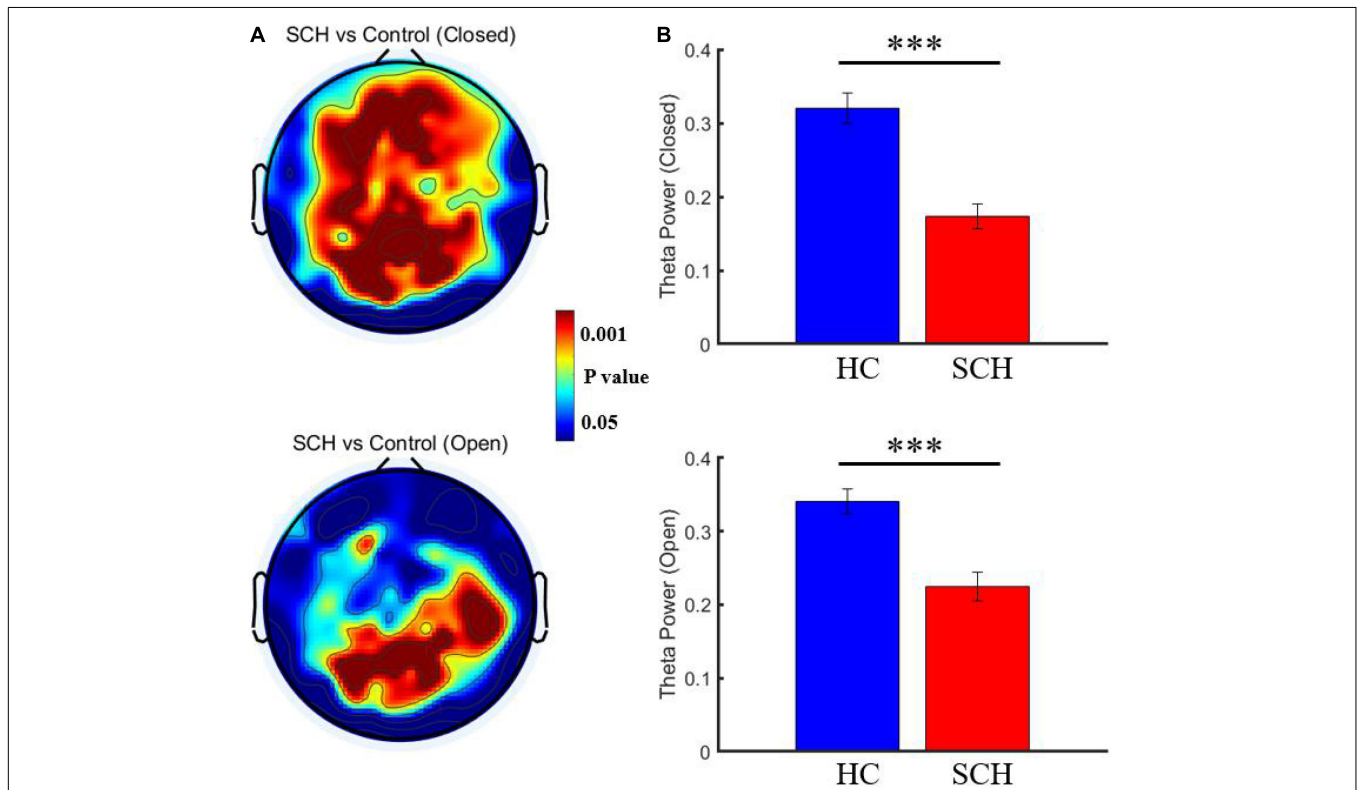 A
SCH vs Control (Closed)
0.001
P value
0.05
SCH vs Control (Open)
B
***
0.4
0.3
0.2
0.1
0
Theta Power (Closed)
HC
SCH
***
0.4
0.3
0.2
0.1
0
Theta Power (Open)
HC
SCH